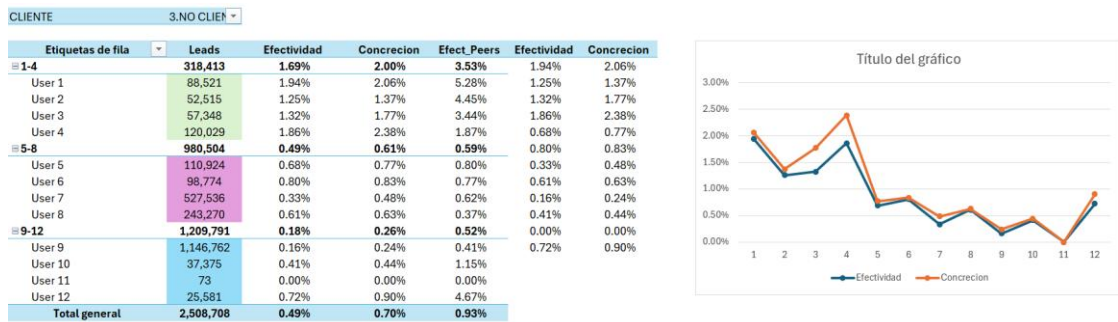 CLIENTE 3.NO CLIEN
Etiquetas de fila Leads Efectividad Concrecion Efect_Peers Efectividad Concrecion
1-4 318,413 1.69% 2.00% 3.53% 1.94% 2.06%
User 1 88,521 1.94% 2.06% 5.28% 1.25% 1.37%
User 2 52,515 1.25% 1.37% 4.45% 1.32% 1.77%
User 3 57,348 1.32% 1.77% 3.44% 1.86% 2.38%
User 4 120,029 1.86% 2.38% 1.87% 0.68% 0.77%
5-8 980,504 0.49% 0.61% 0.59% 0.80% 0.83%
User 5 110,924 0.68% 0.77% 0.80% 0.33% 0.48%
User 6 98,774 0.80% 0.83% 0.77% 0.61% 0.63%
User 7 527,536 0.33% 0.48% 0.62% 0.16% 0.24%
User 8 243,270 0.61% 0.63% 0.37% 0.41% 0.44%
9-12 1,209,791 0.18% 0.26% 0.52% 0.00% 0.00%
User 9 1,146,762 0.16% 0.24% 0.41% 0.72% 0.90%
User 10 37,375 0.41% 0.44% 1.15%
User 11 73 0.00% 0.00% 0.00%
User 12 25,581 0.72% 0.90% 4.67%
Total general 2,508,708 0.49% 0.70% 0.93%
Título del gráfico
3.00%
2.50%
2.00%
1.50%
1.00%
0.50%
0.00%
1 2 3 4 5 6 7 8 9 10 11 12
Efectividad Concrecion